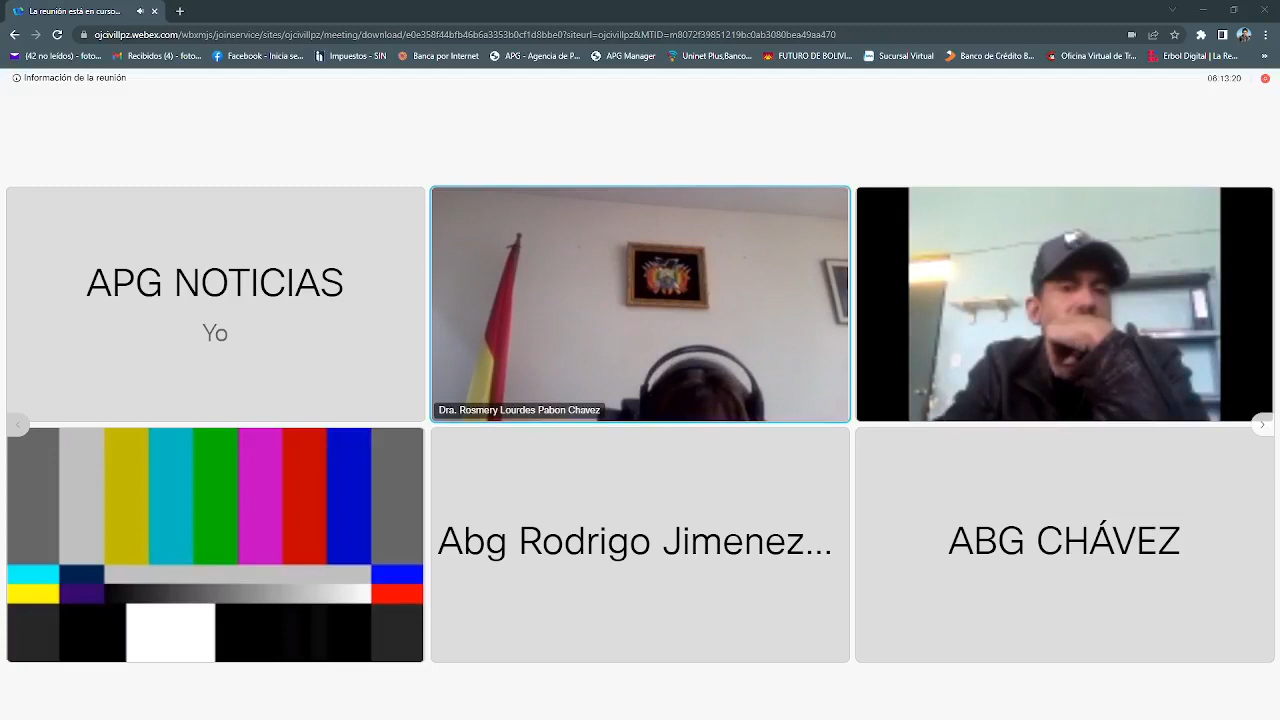 La reunión está en curso...
ojcivillpz.webex.com/wbxmjs/joinservice/sites/ojcivillpz/meeting/download/e0e358f44b1b46b6a3353b0cf1d9bbe0?siteurl=ojcivillpz&MTID=m8072f39851219bc0ab3080bea49aa470
(42 no leídos) - foto...
Recibidos (4) - foto...
Facebook - Inicia se...
Impuestos - SIN
Banca por Internet
APG - Agencia de P...
APG Manager
Uninet Plus,Banco...
FUTURO DE BOLIVI...
Sucursal Virtual
Banco de Crédito B...
Oficina Virtual de Tr...
Erbol Digital | La Re...
Información de la reunión
06:13:20
APG NOTICIAS
Yo
Dra. Rosmery Lourdes Pabon Chavez
Abg Rodrigo Jimenez...
ABG CHÁVEZ